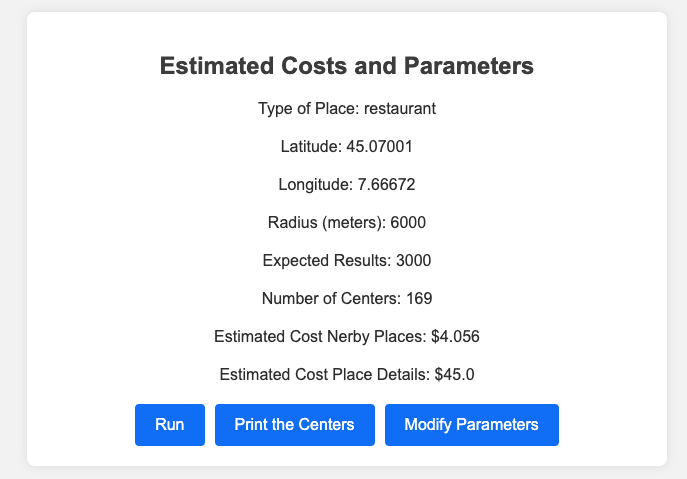 Estimated Costs and Parameters
Type of Place: restaurant
Latitude: 45.07001
Longitude: 7.66672
Radius (meters): 6000
Expected Results: 3000
Number of Centers: 169
Estimated Cost Nerby Places: $4.056
Estimated Cost Place Details: $45.0
Run Print the Centers Modify Parameters